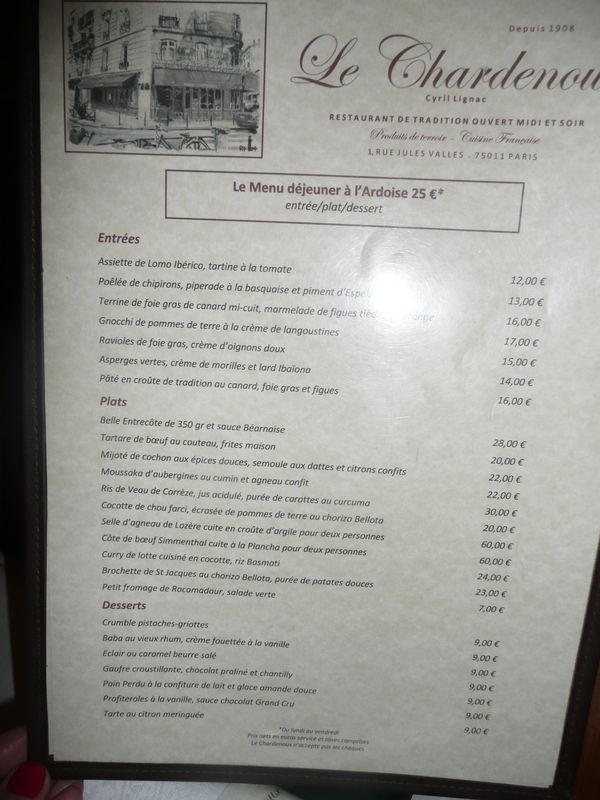 Depuis 1908
Le Chardenou
Cyril Lignac
RESTAURANT DE TRADITION OUVERT MIDI ET SOIR
Produits de terroir – Cuisine Française
1, RUE JULES VALLES . 75011 PARIS
Le Menu déjeuner à l’Ardoise 25 €*
entrée/plat/dessert
Entrées
Assiette de Lomo Ibérico, tartine à la tomate 12,00 €
Poêlée de chipirons, piperade à la basquaise et piment d’Espel 13,00 €
Terrine de foie gras de canard mi-cuit, marmelade de figues 16,00 €
Gnocchi de pommes de terre à la crème de langoustines 17,00 €
Ravioles de foie gras, crème d’oignons doux 15,00 €
Asperges vertes, crème de morilles et lard Ibaïona 14,00 €
Pâté en croûte de tradition au canard, foie gras et figues 16,00 €
Plats
Belle Entrecôte de 350 gr et sauce Béarnaise 28,00 €
Tartare de bœuf au couteau, frites maison 20,00 €
Mijoté de cochon aux épices douces, semoule aux dattes et citrons confits 22,00 €
Moussaka d’aubergines au cumin et agneau confit 22,00 €
Ris de Veau de Corrèze, jus acidulé, purée de carottes au curcuma 30,00 €
Cocotte de chou farci, écrasée de pommes de terre au chorizo Bellota 20,00 €
Selle d’agneau de Lozère cuite en croûte d’argile pour deux personnes 60,00 €
Côte de bœuf Simmenthal cuite à la Plancha pour deux personnes 60,00 €
Curry de lotte cuisiné en cocotte, riz Basmati 24,00 €
Brochette de St Jacques au chorizo Bellota, purée de patates douces 23,00 €
Petit fromage de Rocamadour, salade verte 7,00 €
Desserts
Crumble pistaches-griottes 9,00 €
Baba au vieux rhum, crème fouettée à la vanille 9,00 €
Eclair au caramel beurre salé 9,00 €
Gaufre croustillante, chocolat praliné et chantilly 9,00 €
Pain Perdu à la confiture de lait et glace amande douce 9,00 €
Profiteroles à la vanille, sauce chocolat Grand Cru 9,00 €
Tarte au citron meringuée 9,00 €
*Du lundi au vendredi
Prix nets en euros service et taxes comprises
Le Chardenoux n’accepte pas les chèques